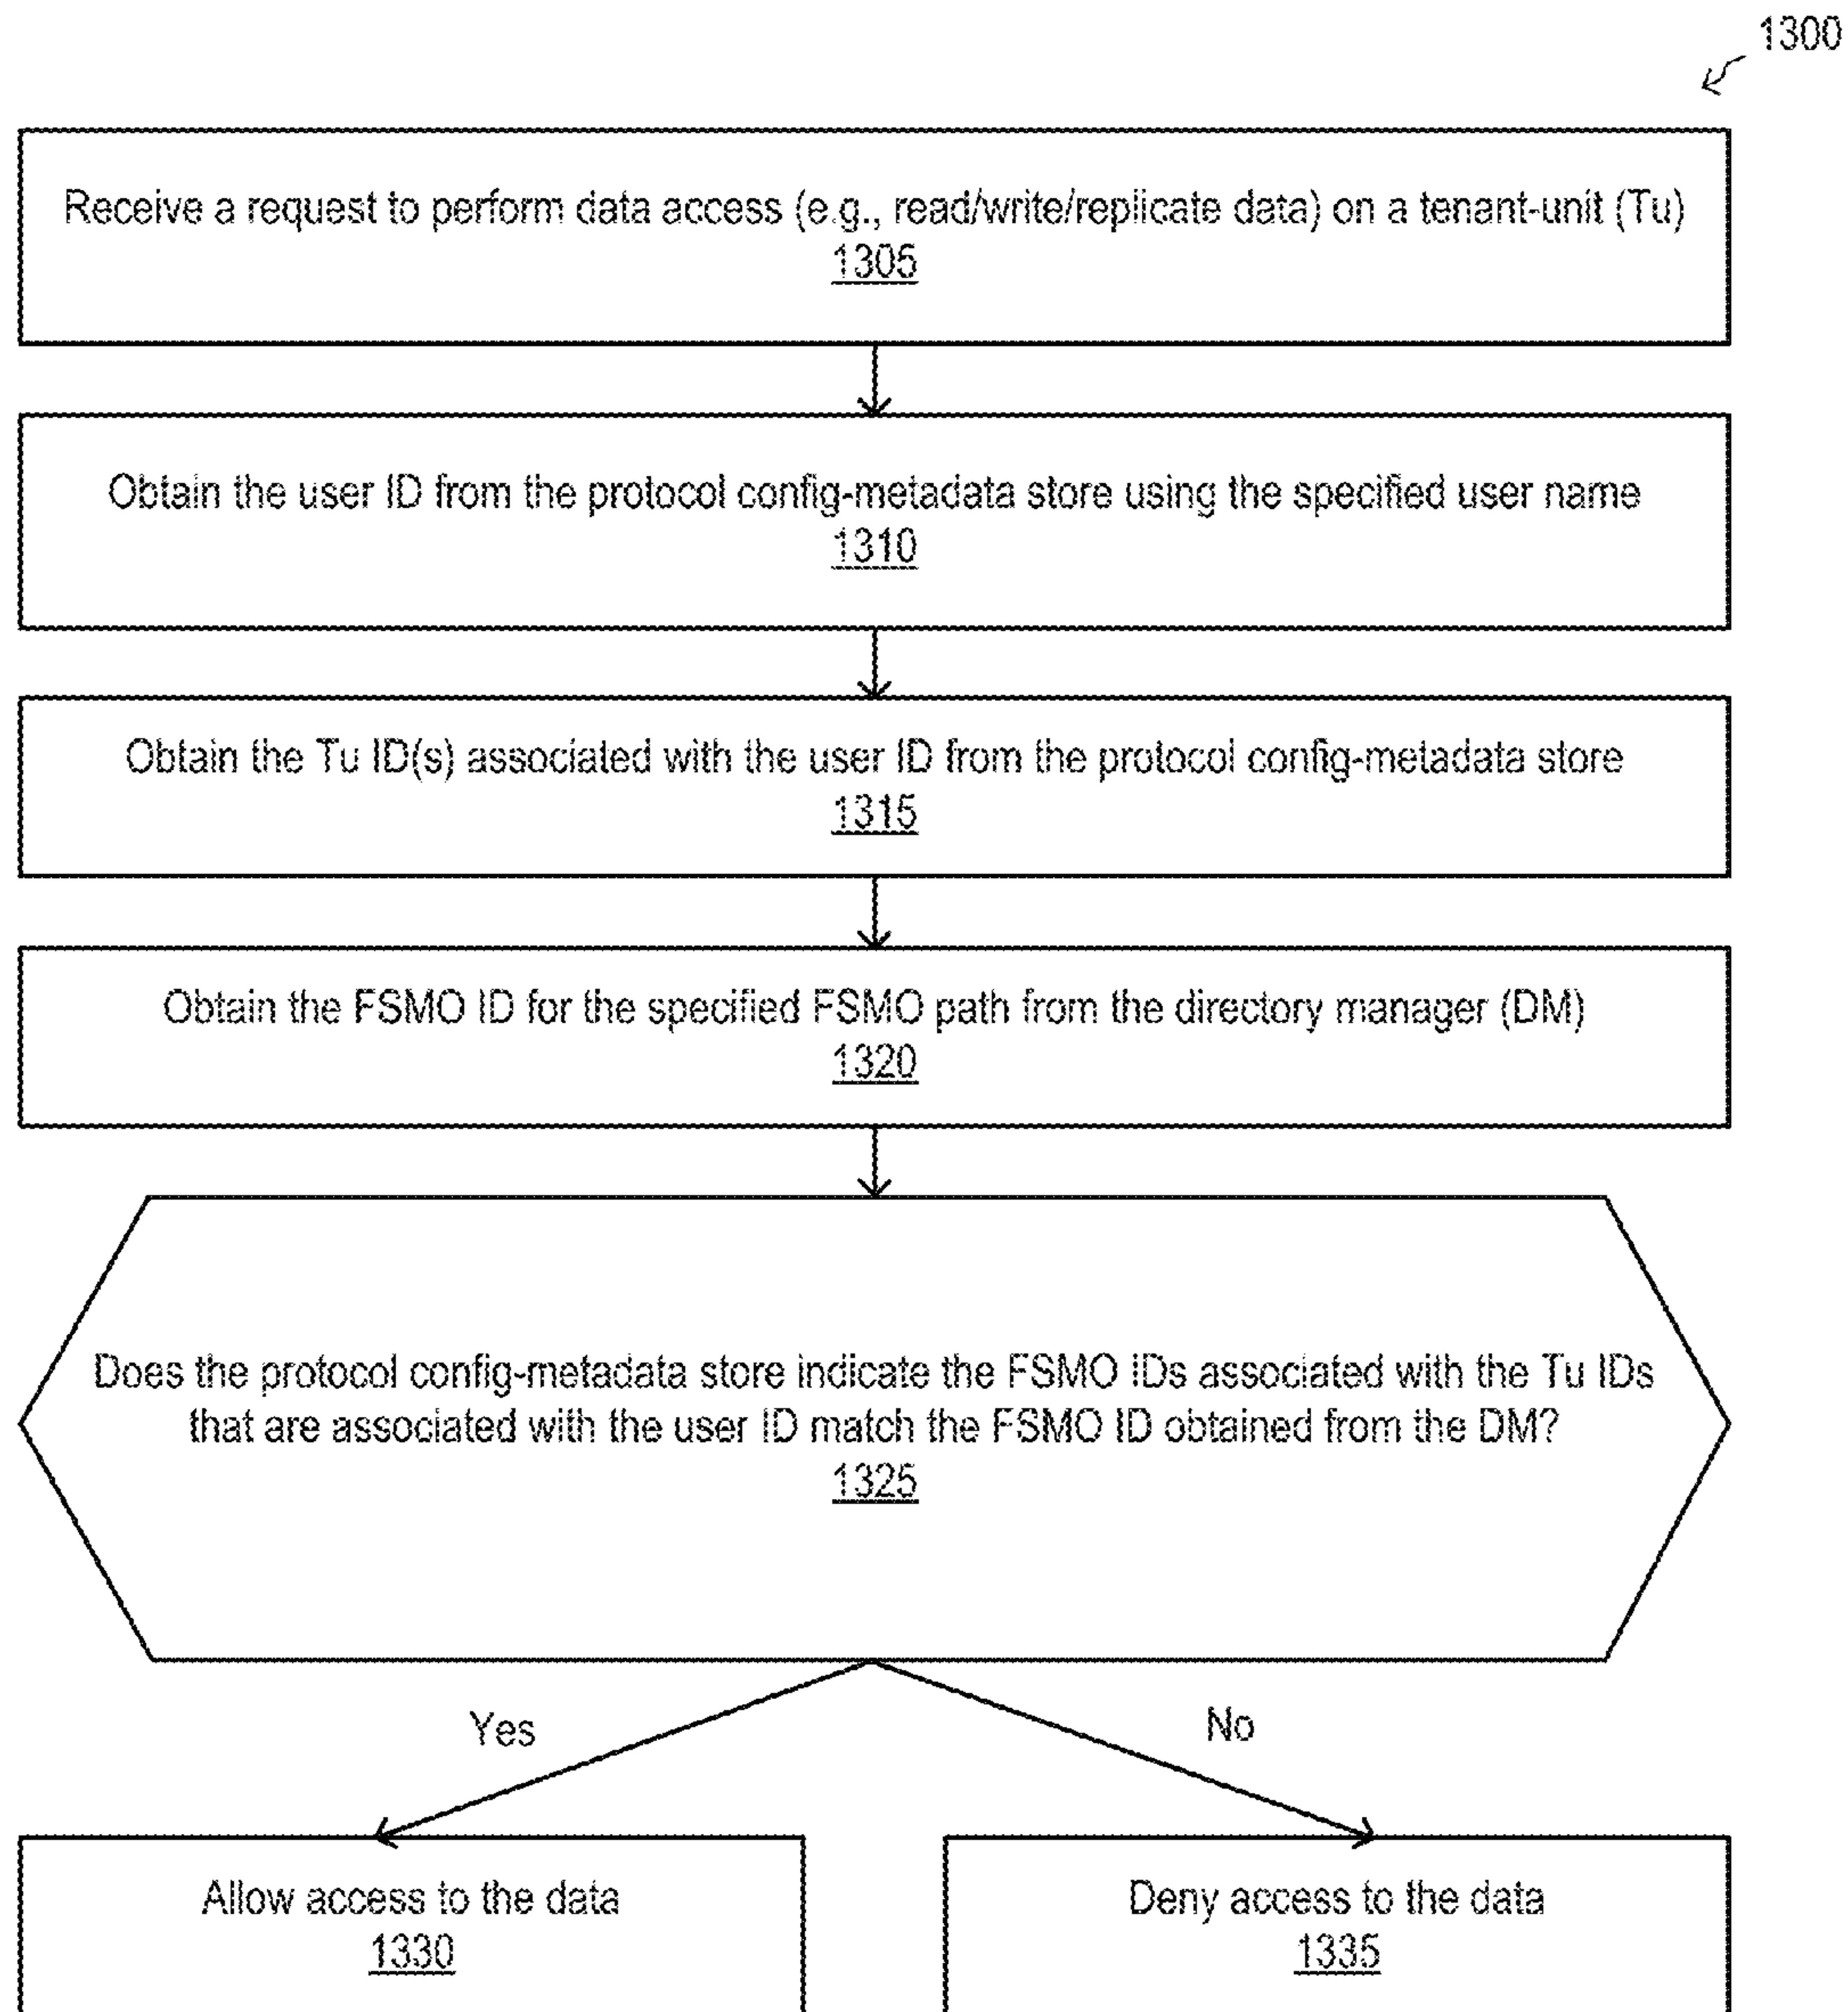 1300
Receive a request to perform data access (e.g., read/write/replicate data) on a tenant-unit (Tu)
1305
Obtain the user ID from the protocol config-metadata store using the specified user name
1310
Obtain the Tu ID(s) associated with the user ID from the protocol config-metadata store
1315
Obtain the FSMO ID for the specified FSMO path from the directory manager (DM)
1320
Does the protocol config-metadata store indicate the FSMO IDs associated with the Tu IDs
that are associated with the user ID match the FSMO ID obtained from the DM?
1325
Yes
No
Allow access to the data
1330
Deny access to the data
1335